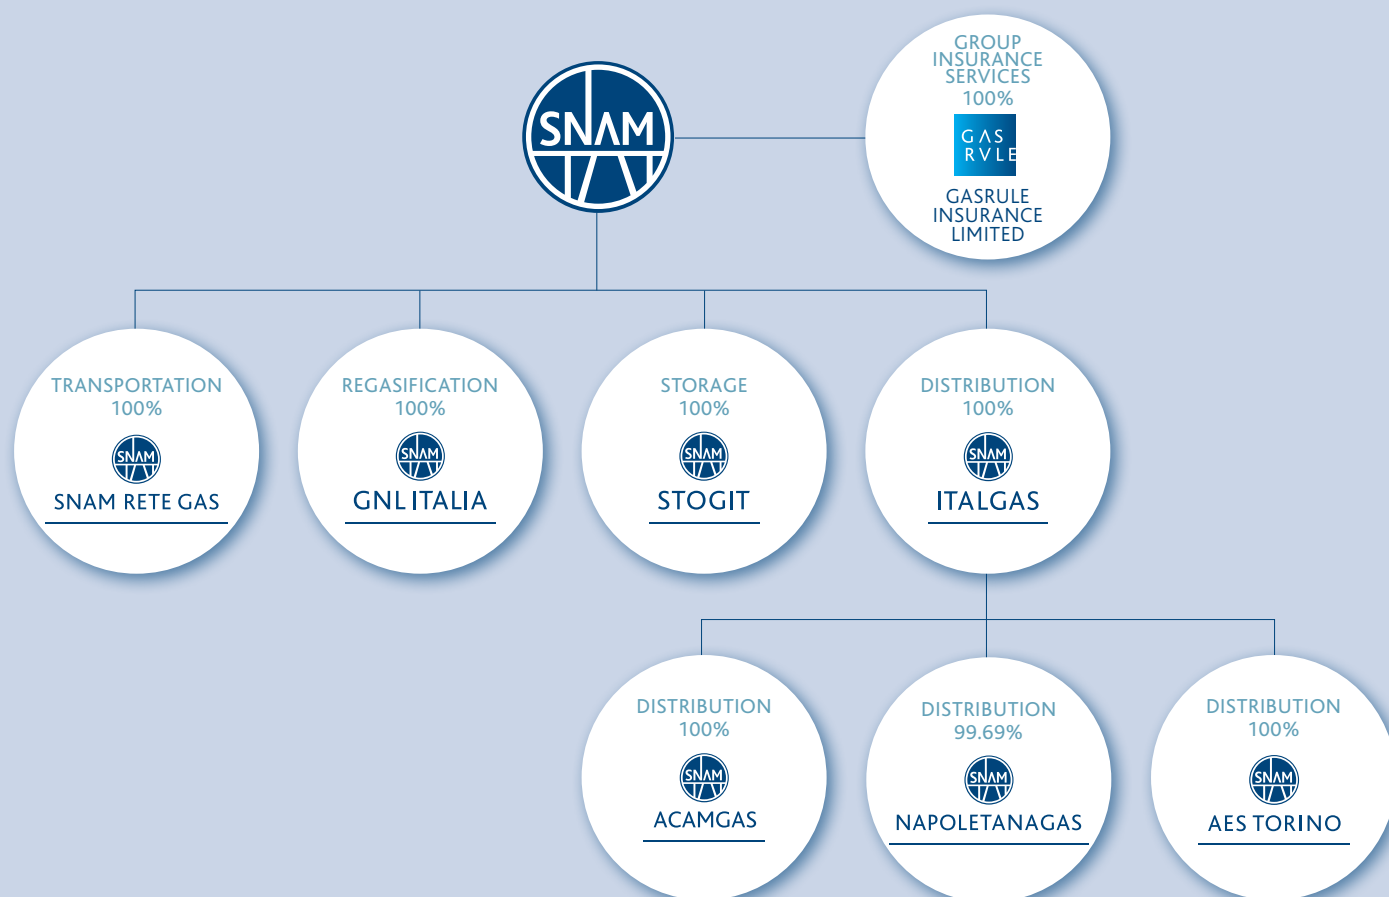 SNAM
GROUP
INSURANCE
SERVICES
100%
GAS
RVLE
GASRULE
INSURANCE
LIMITED
TRANSPORTATION
100%
SNAM
SNAM RETE GAS
REGASIFICATION
100%
SNAM
GNL ITALIA
STORAGE
100%
SNAM
STOGIT
DISTRIBUTION
100%
SNAM
ITALGAS
DISTRIBUTION
100%
SNAM
ACAMGAS
DISTRIBUTION
99.69%
SNAM
NAPOLETANAGAS
DISTRIBUTION
100%
SNAM
AES TORINO